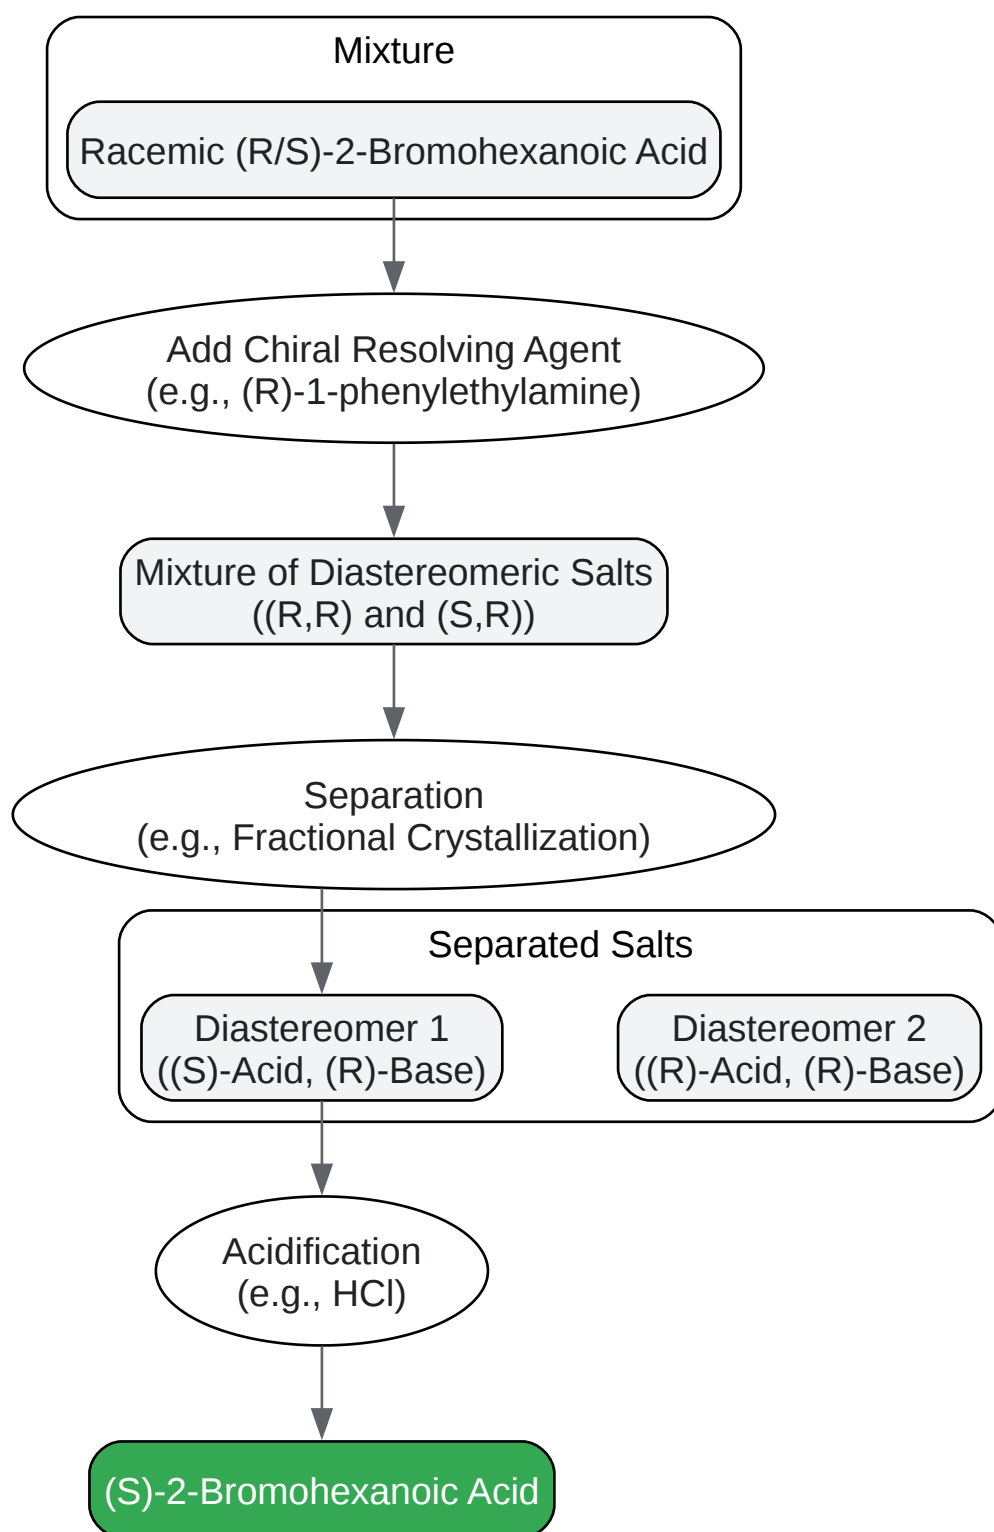 Mixture
Racemic (R/S)-2-Bromohexanoic Acid
Add Chiral Resolving Agent
(e.g., (R)-1-phenylethylamine)
Mixture of Diastereomeric Salts
((R,R) and (S,R))
Separation
(e.g., Fractional Crystallization)
Separated Salts
Diastereomer 1
((S)-Acid, (R)-Base)
Diastereomer 2
((R)-Acid, (R)-Base)
Acidification
(e.g., HCl)
(S)-2-Bromohexanoic Acid